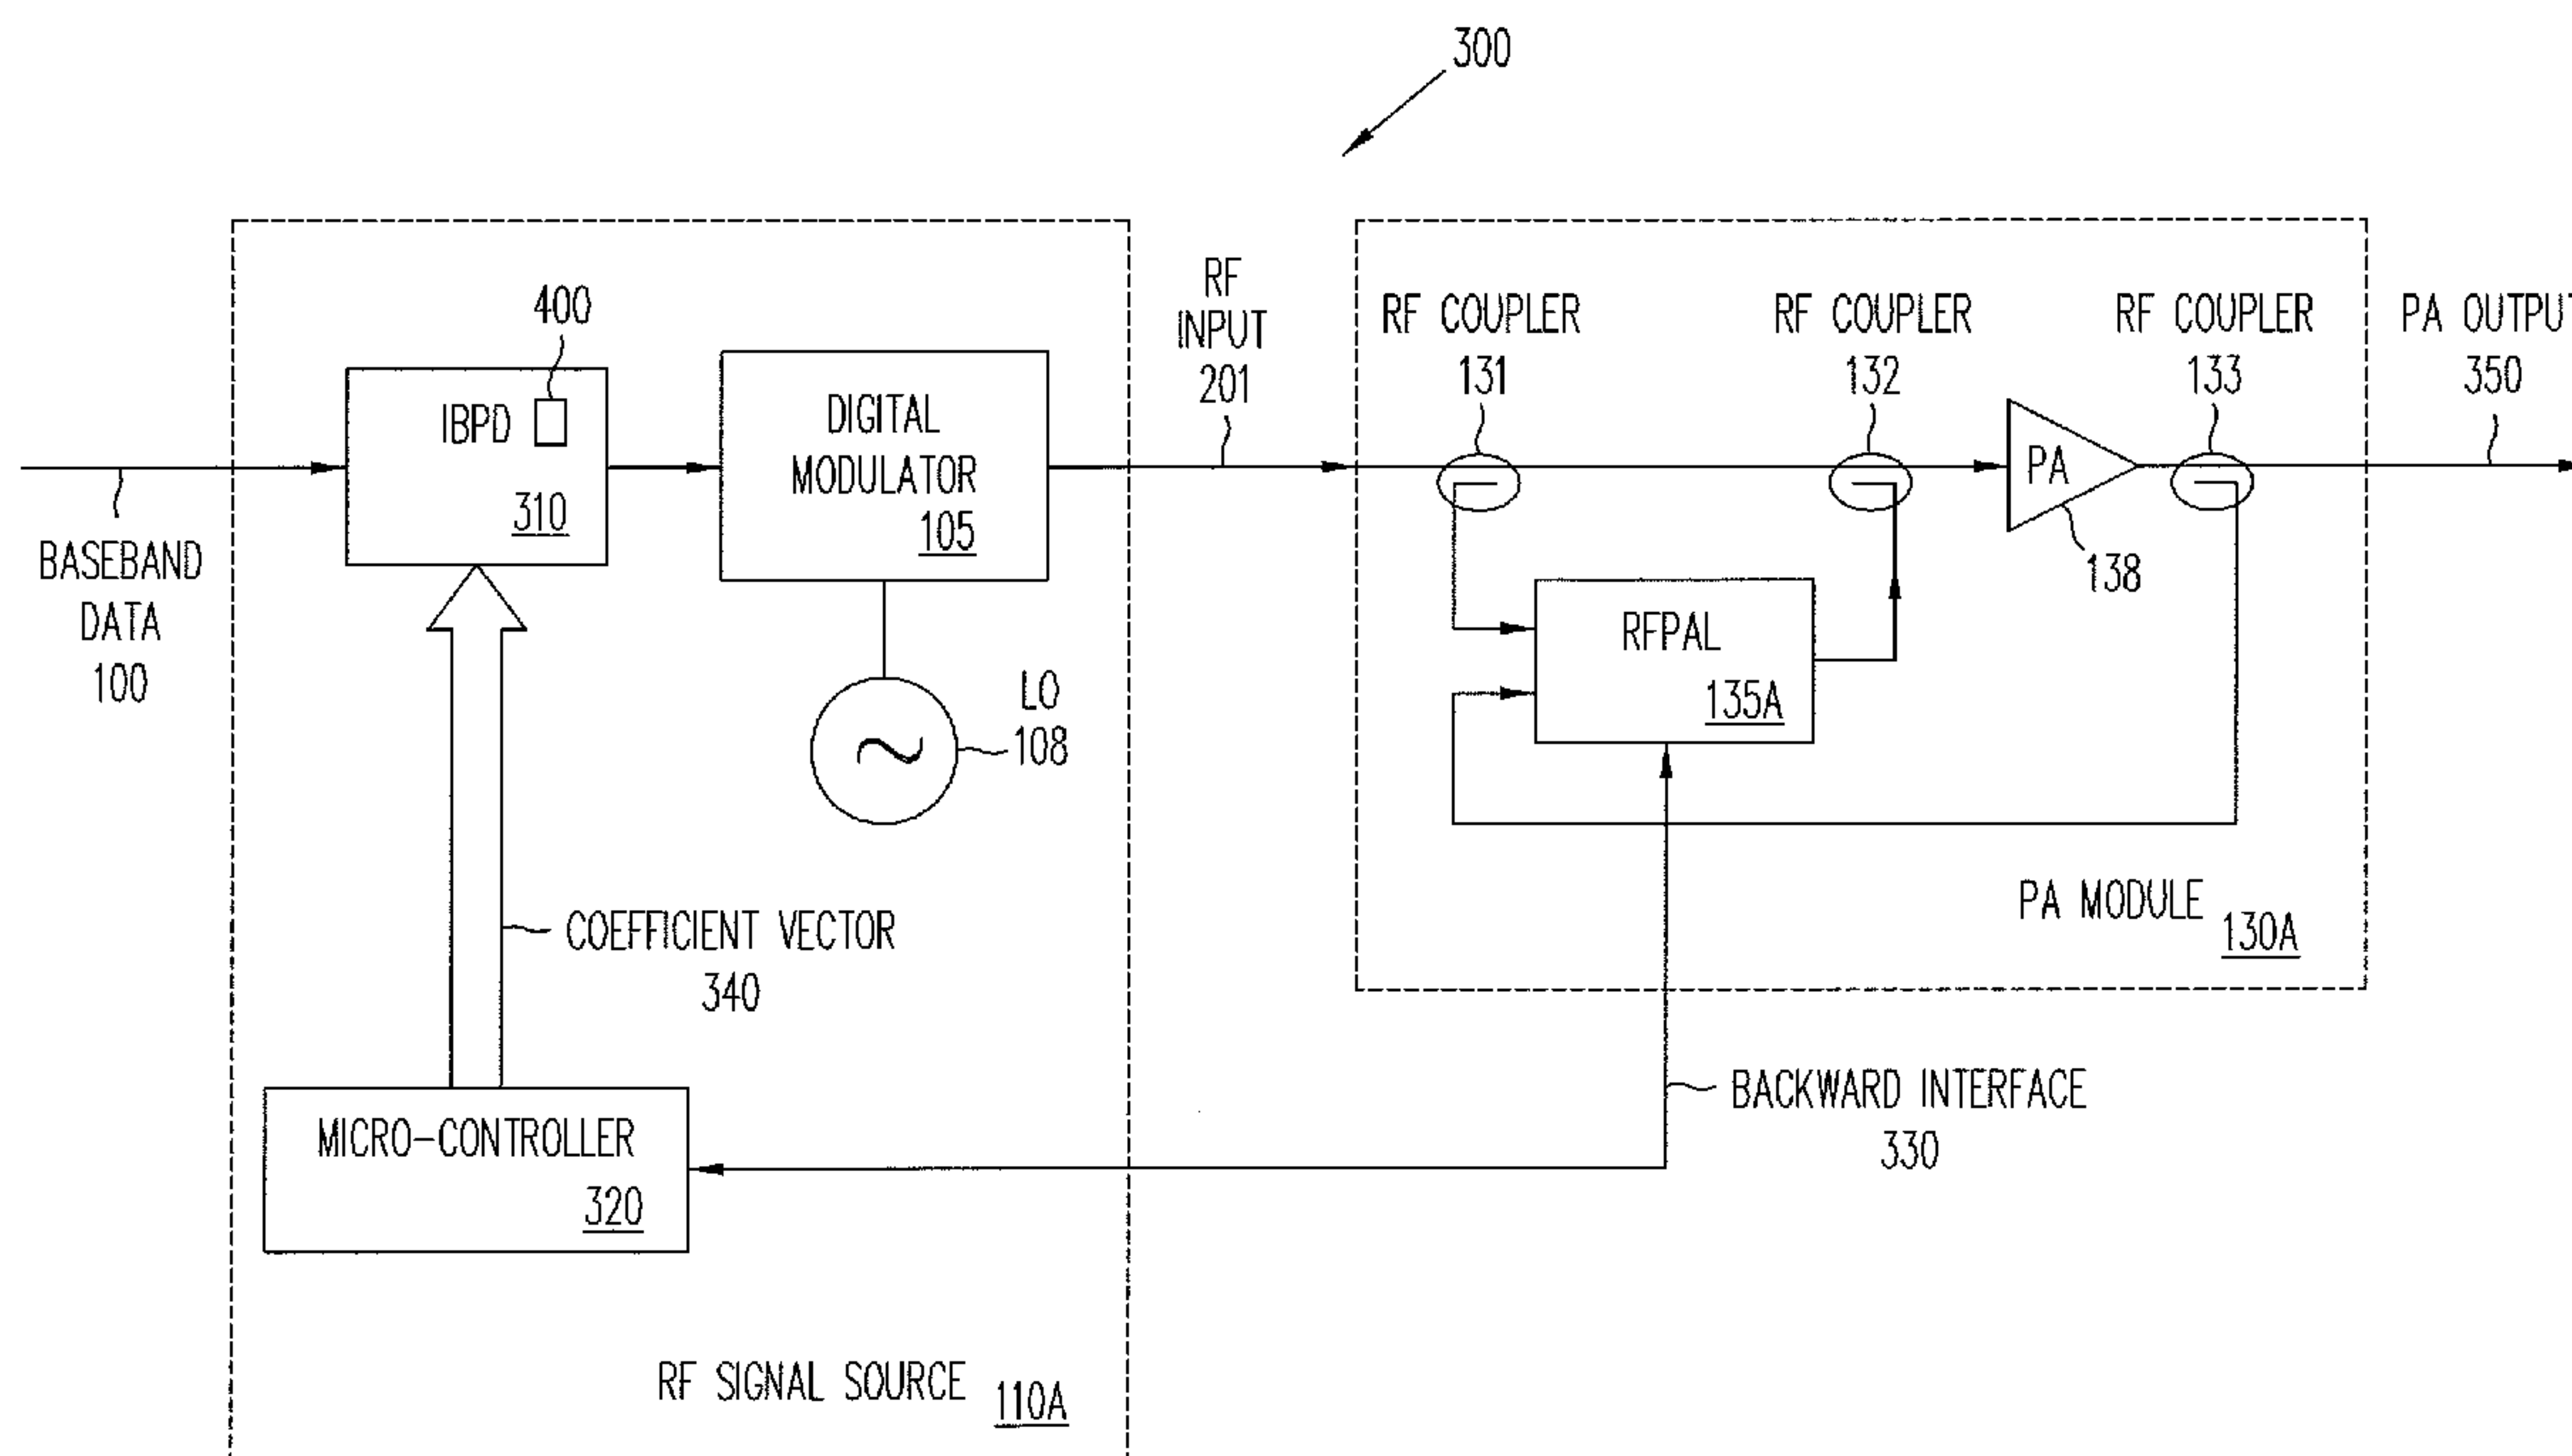 300
400
IBPD
310
DIGITAL
MODULATOR
105
RF
INPUT
201
RF COUPLER
131
RF COUPLER
132
RF COUPLER
133
PA OUTPUT
350
PA
138
BASEBAND
DATA
100
LO
108
RFPAL
135A
COEFFICIENT VECTOR
340
PA MODULE
130A
MICRO-CONTROLLER
320
BACKWARD INTERFACE
330
RF SIGNAL SOURCE
110A